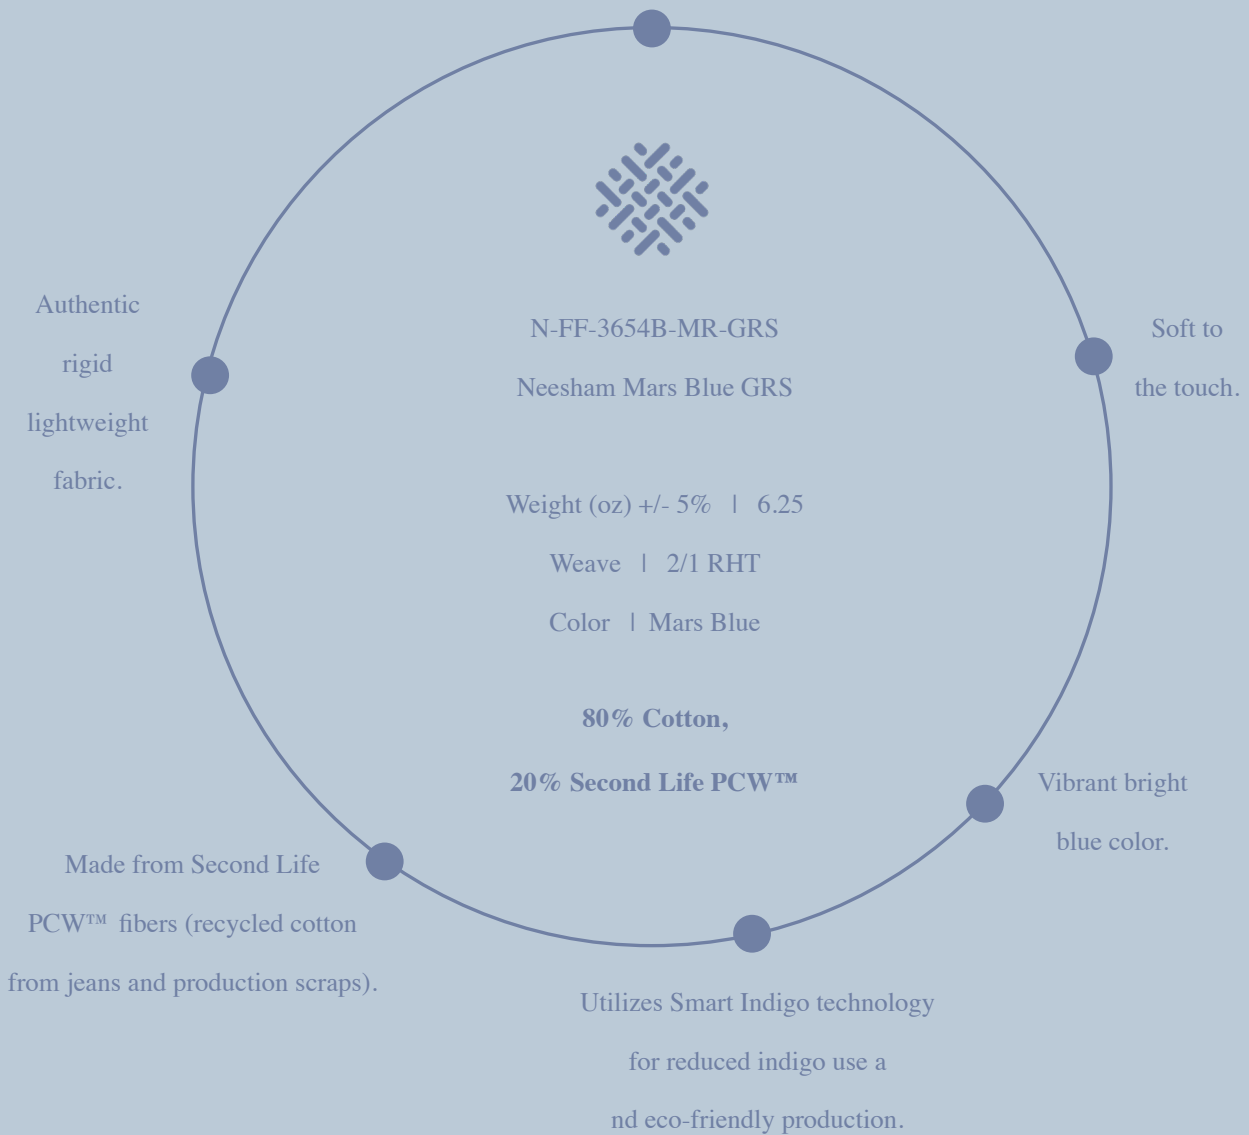 N-FF-3654B-MR-GRS
Neesham Mars Blue GRS
Weight (oz) +/- 5% | 6.25
Weave | 2/1 RHT
Color | Mars Blue
80% Cotton,
20% Second Life PCW™
Authentic
rigid
lightweight
fabric.
Soft to
the touch.
Vibrant bright
blue color.
Made from Second Life
PCW™ fibers (recycled cotton
from jeans and production scraps).
Utilizes Smart Indigo technology
for reduced indigo use a
nd eco-friendly production.